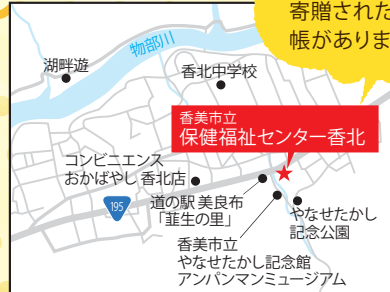 寄贈された
帳がありま
物部川
湖畔遊
香北中学校
香美市立
保健福祉センター香北
コンビニエンス
おかばやし 香北店
195
道の駅 美良布
「韮生の里」
やなせたかし
記念公園
香美市立
やなせたかし記念館
アンパンマンミュージアム